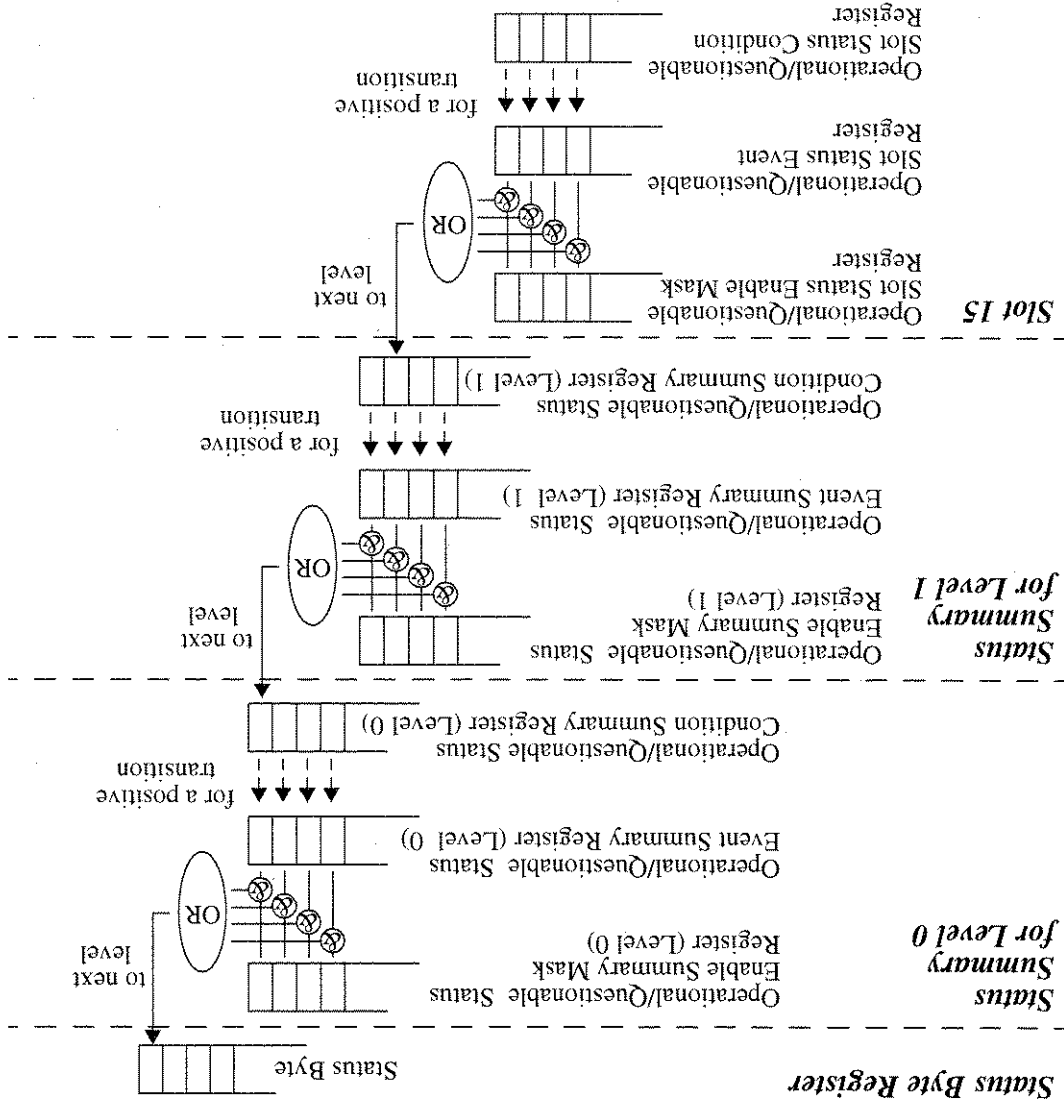 Status Byte Register
Status Byte
Status
Summary
for Level 0
Operational/Questionable Status
Enable Summary Mask
Register (Level 0)
to next
level
&
&
&
&
OR
Operational/Questionable Status
Event Summary Register (Level 0)
for a positive
transition
Operational/Questionable Status
Condition Summary Register (Level 0)
Status
Summary
for Level 1
Operational/Questionable Status
Enable Summary Mask
Register (Level 1)
to next
level
&
&
&
&
OR
Operational/Questionable Status
Event Summary Register (Level 1)
for a positive
transition
Operational/Questionable Status
Condition Summary Register (Level 1)
Slot 15
Operational/Questionable
Slot Status Enable Mask
Register
to next
level
&
&
&
&
OR
Operational/Questionable
Slot Status Event
Register
for a positive
transition
Operational/Questionable
Slot Status Condition
Register